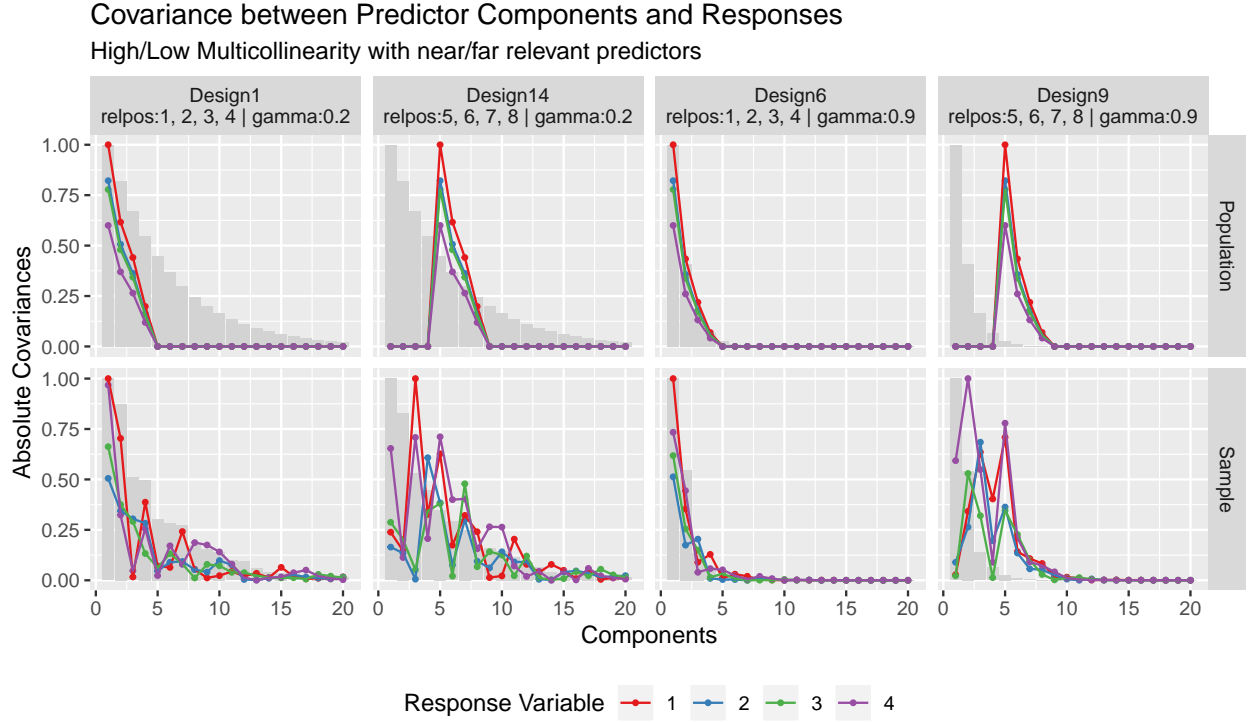 Covariance between Predictor Components and Responses
High/Low Multicollinearity with near/far relevant predictors
Design1
relpos:1, 2, 3, 4 | gamma:0.2
Design14
relpos:5, 6, 7, 8 | gamma:0.2
Design6
relpos:1, 2, 3, 4 | gamma:0.9
Design9
relpos:5, 6, 7, 8 | gamma:0.9
Absolute Covariances
1.00
0.75
0.50
0.25
0.00
Population
1.00
0.75
0.50
0.25
0.00
Sample
0 5 10 15 20 0 5 10 15 20 0 5 10 15 20 0 5 10 15 20
Components
Response Variable 1 2 3 4